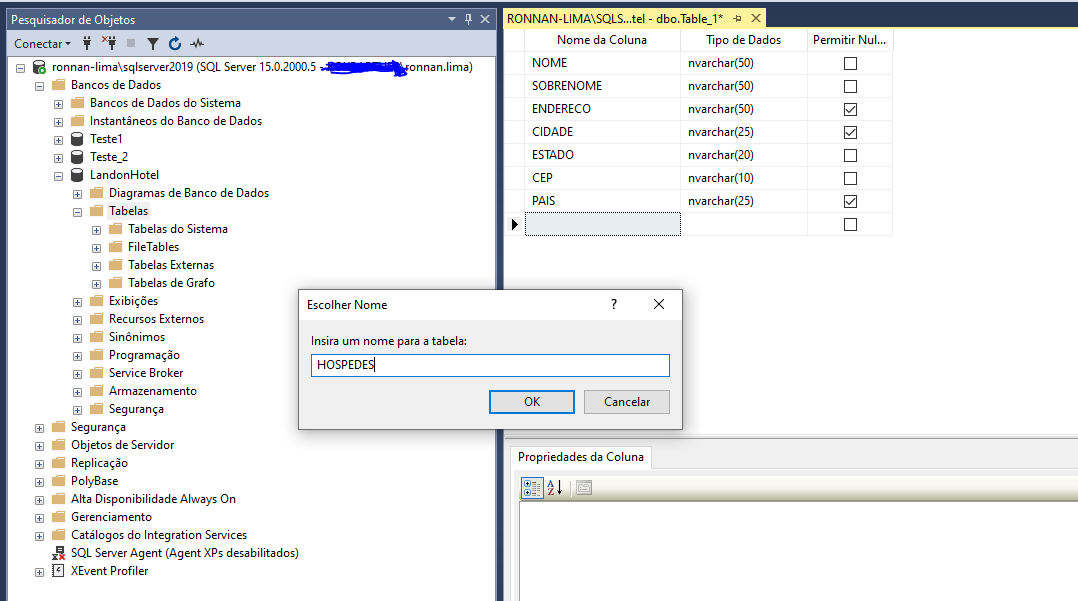 Pesquisador de Objetos
Conectar
ronnan-lima\sqlserver2019 (SQL Server 15.0.2000.5 - ronnan.lima)
Bancos de Dados
Bancos de Dados do Sistema
Instantâneos do Banco de Dados
Teste1
Teste_2
LandonHotel
Diagramas de Banco de Dados
Tabelas
Tabelas do Sistema
FileTables
Tabelas Externas
Tabelas de Grafo
Exibições
Recursos Externos
Sinônimos
Programação
Service Broker
Armazenamento
Segurança
Segurança
Objetos de Servidor
Replicação
PolyBase
Alta Disponibilidade Always On
Gerenciamento
Catálogos do Integration Services
SQL Server Agent (Agent XPs desabilitados)
XEvent Profiler
RONNAN-LIMA\SQLS...tel - dbo.Table_1*
Nome da Coluna Tipo de Dados Permitir Nul...
NOME nvarchar(50)
SOBRENOME nvarchar(50)
ENDERECO nvarchar(50)
CIDADE nvarchar(25)
ESTADO nvarchar(20)
CEP nvarchar(10)
PAIS nvarchar(25)
Escolher Nome ?
Insira um nome para a tabela:
HOSPEDES
OK Cancelar
Propriedades da Coluna